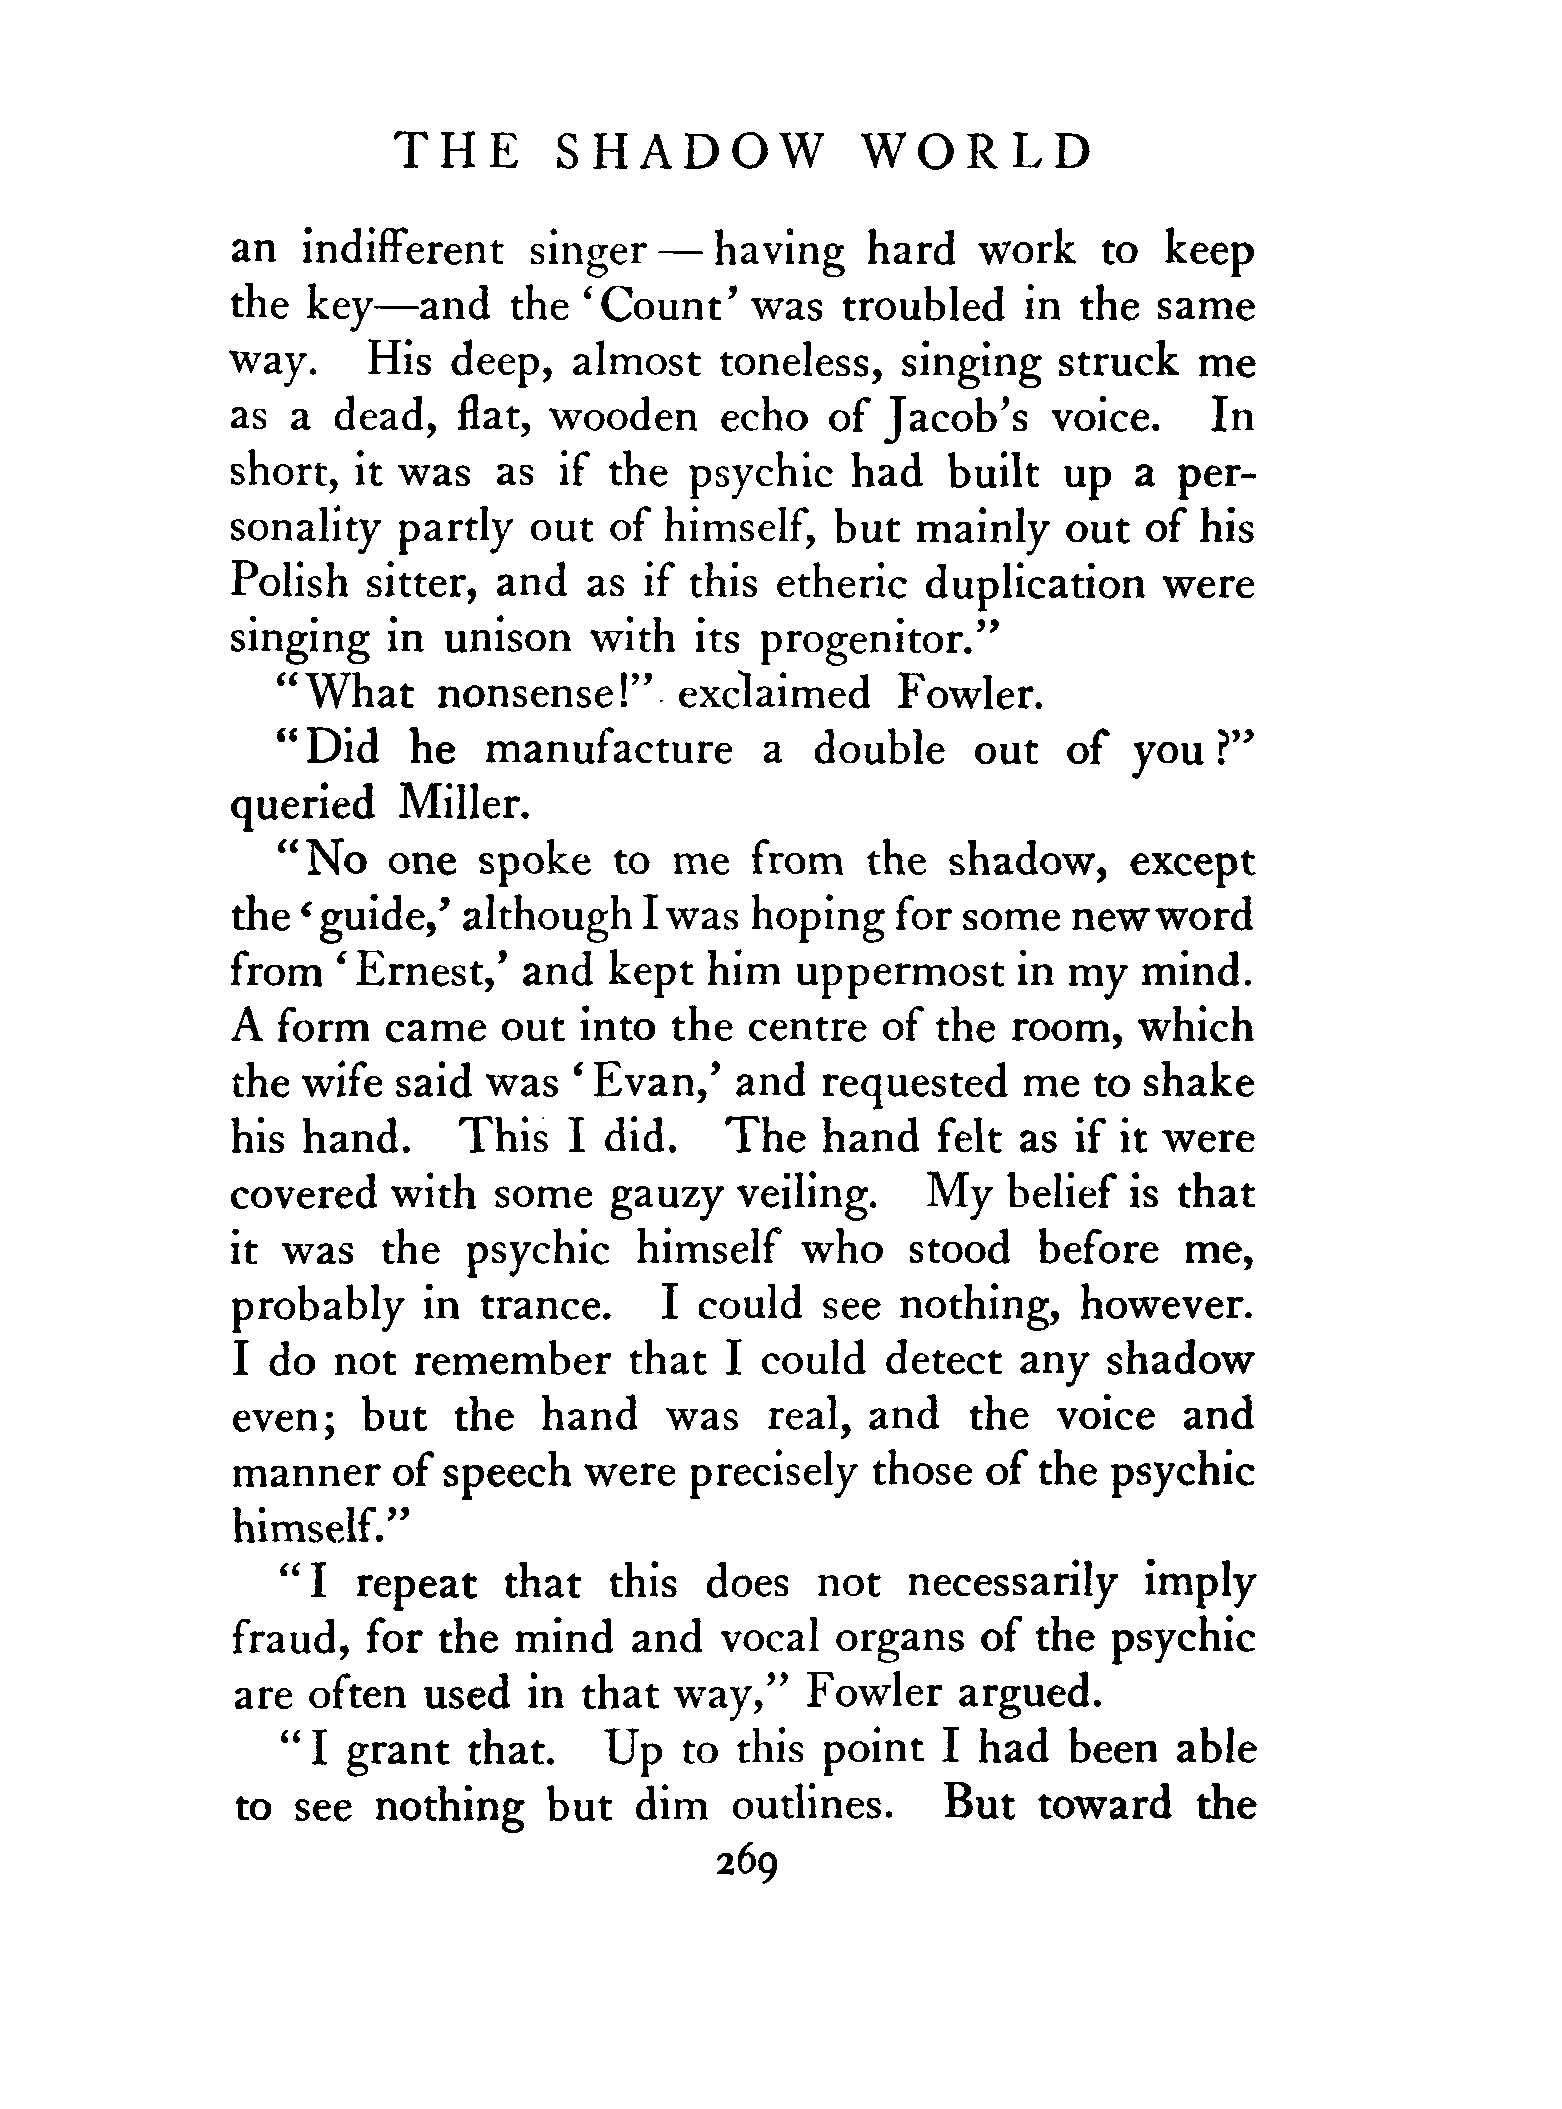 THE SHADOW WORLD
an indifferent singer — having hard work to keep
the key—and the ‘Count’ was troubled in the same
way. His deep, almost toneless, singing struck me
as a dead, flat, wooden echo of Jacob’s voice. In
short, it was as if the psychic had built up a per-
sonality partly out of himself, but mainly out of his
Polish sitter, and as if this etheric duplication were
singing in unison with its progenitor.”
“What nonsense!” exclaimed Fowler.
“Did he manufacture a double out of you?”
queried Miller.
“No one spoke to me from the shadow, except
the ‘guide,’ although I was hoping for some new word
from ‘Ernest,’ and kept him uppermost in my mind.
A form came out into the centre of the room, which
the wife said was ‘Evan,’ and requested me to shake
his hand. This I did. The hand felt as if it were
covered with some gauzy veiling. My belief is that
it was the psychic himself who stood before me,
probably in trance. I could see nothing, however.
I do not remember that I could detect any shadow
even; but the hand was real, and the voice and
manner of speech were precisely those of the psychic
himself.”
“I repeat that this does not necessarily imply
fraud, for the mind and vocal organs of the psychic
are often used in that way,” Fowler argued.
“I grant that. Up to this point I had been able
to see nothing but dim outlines. But toward the
269